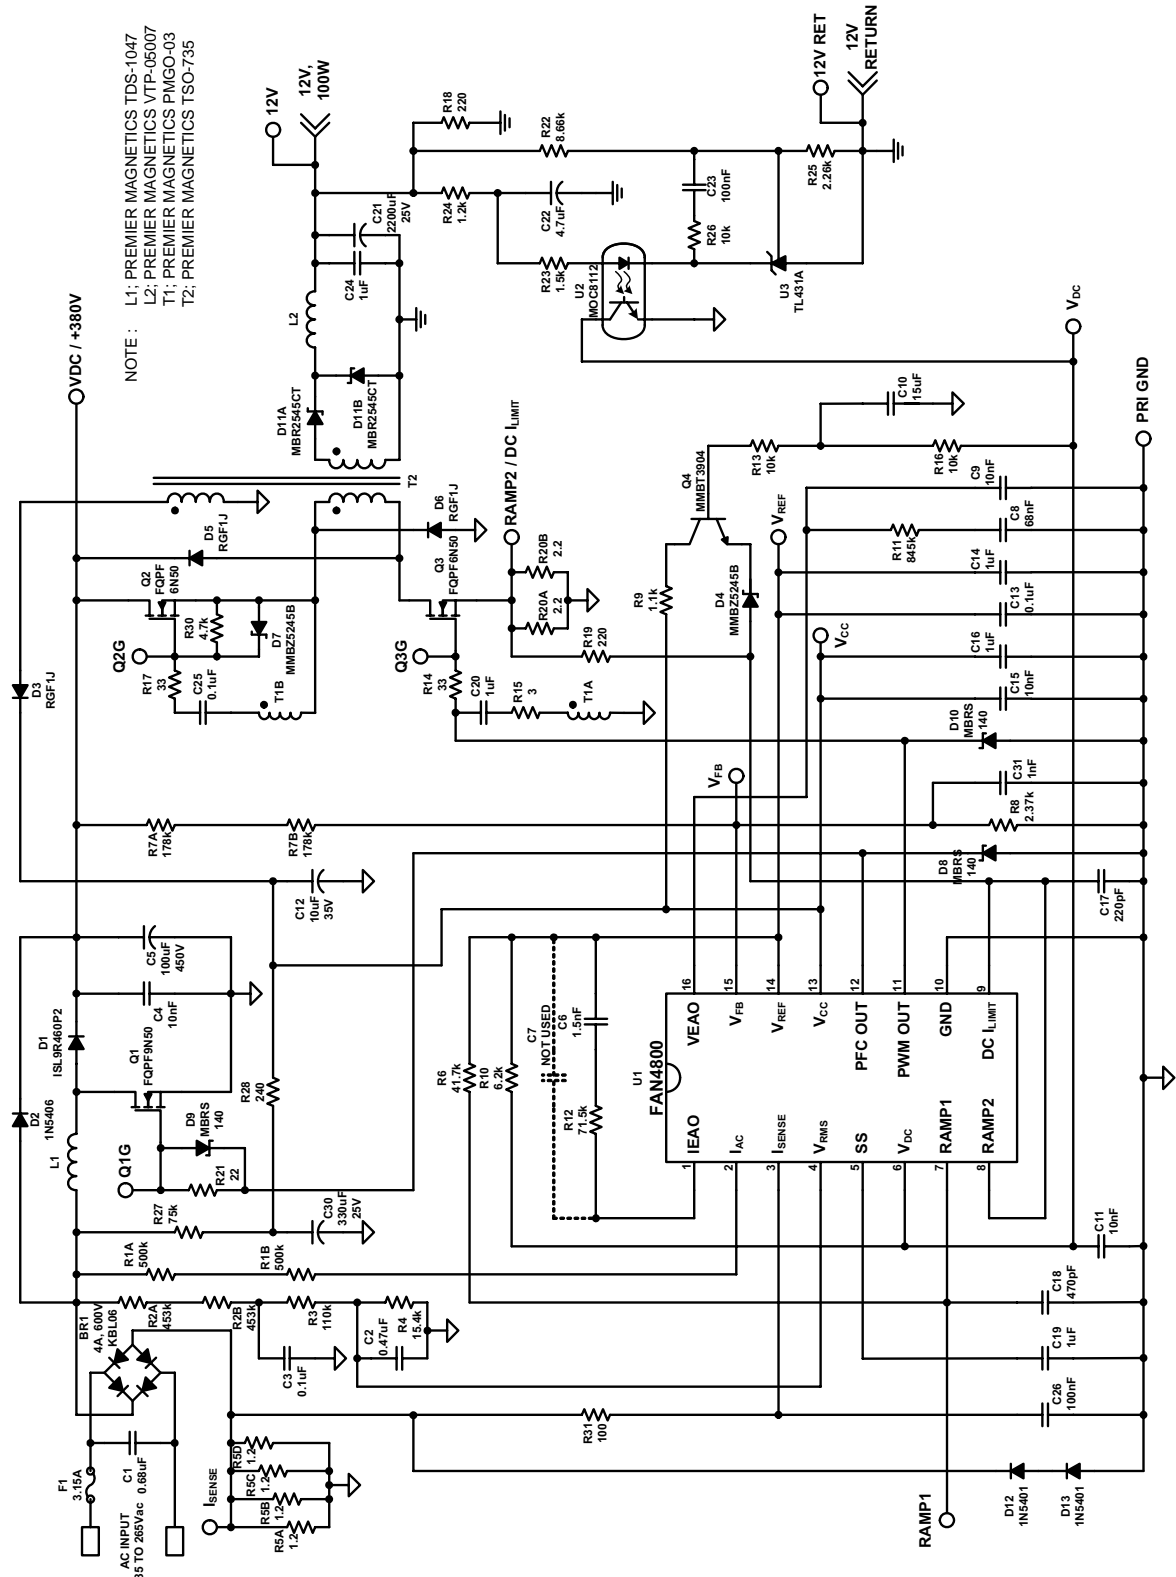 NOTE :
L1; PREMIER MAGNETICS TDS-1047
L2; PREMIER MAGNETICS VTP-05007
T1; PREMIER MAGNETICS PMGO-03
T2; PREMIER MAGNETICS TSO-735
AC INPUT
85 TO 265Vac
F1
3.15A
C1
0.68uF
BR1
4A, 600V
KBL06
I SENSE
R5A
1.2
R5B
1.2
R5C
1.2
R5D
1.2
R1A
500k
R1B
500k
R2A
453k
R2B
453k
R3
110k
R4
15.4k
C2
0.47uF
C3
0.1uF
R27
75k
C30
330uF
25V
L1
D2
1N5406
Q1G
R21
22
D9
MBRS
140
Q1
FQPF9N50
D1
ISL9R460P2
C4
10nF
C5
100uF
450V
R28
240
C12
10uF
35V
D3
RGF1J
R7A
178k
R7B
178k
VDC / +380V
Q2G
R17
33
C25
0.1uF
T1B
R30
4.7k
D7
MMBZ5245B
Q2
FQPF
6N50
D5
RGF1J
Q3G
R14
33
C20
1uF
R15
3
T1A
Q3
FQPF6N50
D6
RGF1J
T2
RAMP2 / DC ILIMIT
R20A
2.2
R20B
2.2
R19
220
D11A
MBR2545CT
D11B
MBR2545CT
L2
C24
1uF
C21
2200uF
25V
12V
12V,
100W
R18
220
R24
1.2k
R22
8.66k
C22
4.7uF
R23
1.5k
U2
MOC8112
R26
10k
C23
100nF
U3
TL431A
R25
2.26k
12V RET
12V
RETURN
VDC
PRI GND
R6
41.7k
R10
6.2k
C7
NOT USED
C6
1.5nF
R12
71.5k
U1
FAN4800
IEAO
IAC
ISENSE
VRMS
SS
VDC
RAMP1
RAMP2
VEAO
VFB
VREF
VCC
PFC OUT
PWM OUT
GND
DC ILIMIT
1
2
3
4
5
6
7
8
16
15
14
13
12
11
10
9
R9
1.1k
Q4
MMBT3904
D4
MMBZ5245B
R13
10k
R16
10k
C10
15uF
VREF
VCC
VFB
C9
10nF
C8
68nF
R11
845k
C14
1uF
C13
0.1uF
C16
1uF
C15
10nF
D10
MBRS
140
C31
1nF
R8
2.37k
D8
MBRS
140
C17
220pF
C11
10nF
C18
470pF
C19
1uF
C26
100nF
R31
100
D12
1N5401
D13
1N5401
RAMP1